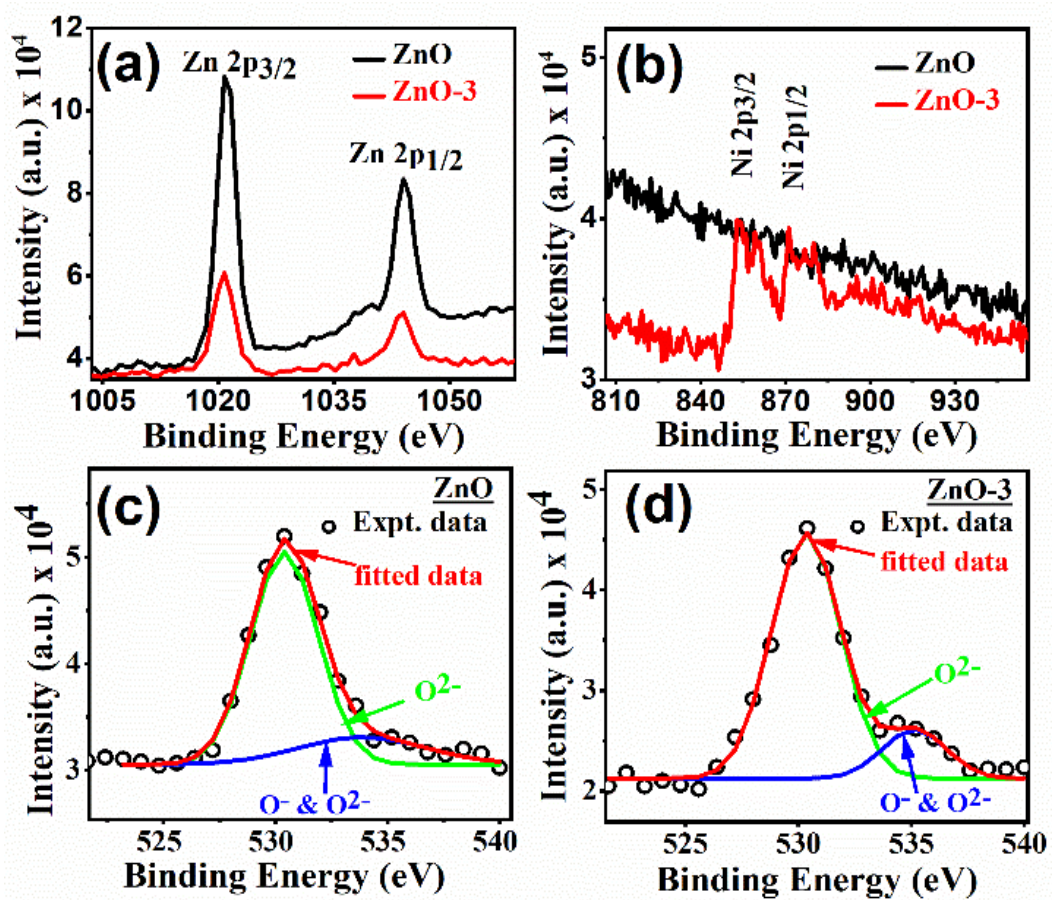 (a)
Zn 2p3/2
Zn 2p1/2
ZnO
ZnO-3
12
10
8
6
4
Intensity (a.u.) x 10⁴
1005 1020 1035 1050
Binding Energy (eV)
(b)
Ni 2p3/2
Ni 2p1/2
ZnO
ZnO-3
5
4
3
Intensity (a.u.) x 10⁴
810 840 870 900 930
Binding Energy (eV)
(c)
ZnO
Expt. data
fitted data
O²⁻
O⁻ & O²⁻
5
4
3
Intensity (a.u.) x 10⁴
525 530 535 540
Binding Energy (eV)
(d)
ZnO-3
Expt. data
fitted data
O²⁻
O⁻ & O²⁻
5
4
3
2
Intensity (a.u.) x 10⁴
525 530 535 540
Binding Energy (eV)